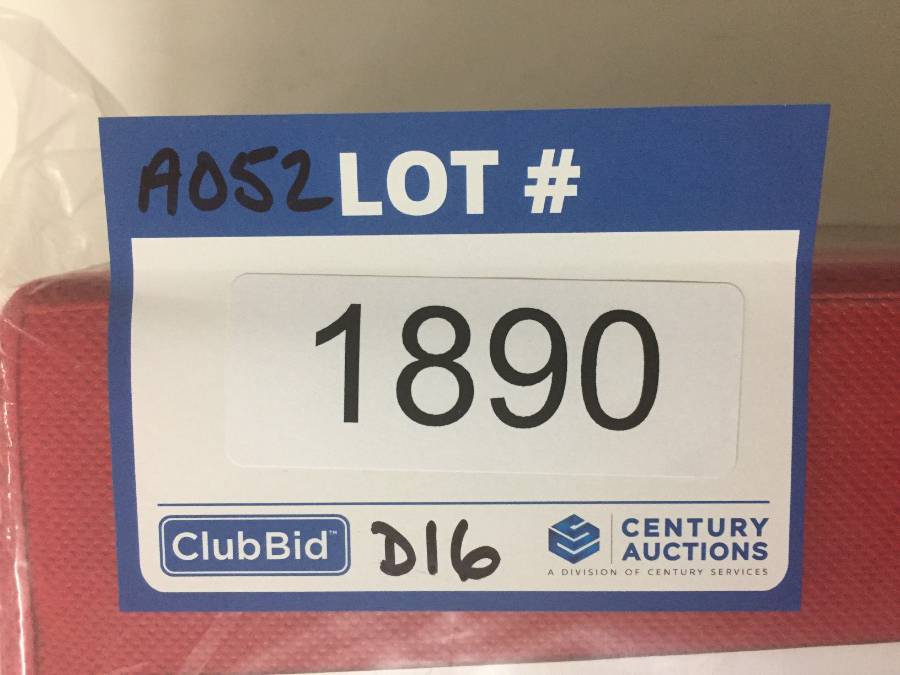 A052 LOT #
1890
ClubBid™ D16 CENTURY AUCTIONS
A DIVISION OF CENTURY SERVICES